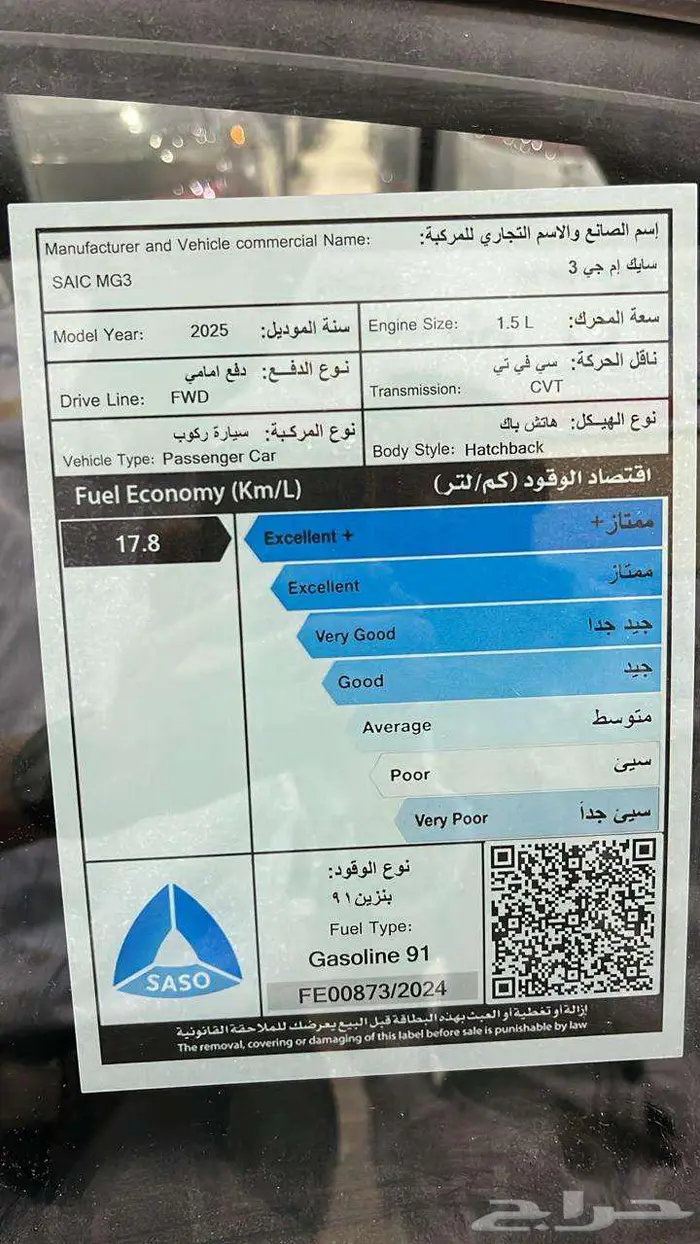 Manufacturer and Vehicle commercial Name: إسم الصانع والاسم التجاري للمركبة:
SAIC MG3 سايك إم جي 3
Model Year: 2025 سنة الموديل: Engine Size: 1.5 L سعة المحرك:
نوع الدفـــع: دفع امامي
Drive Line: FWD
ناقل الحركة: سي في تي
Transmission: CVT
نوع المركبة: سيارة ركوب
Vehicle Type: Passenger Car
نوع الهيـــكل: هاتش باك
Body Style: Hatchback
Fuel Economy (Km/L) اقتصاد الوقود (كم/لتر)
17.8
Excellent + ممتاز+
Excellent ممتاز
Very Good جيد جدا
Good جيد
Average متوسط
Poor سيئ
Very Poor سيئ جداً
SASO
نوع الوقود:
بنزين ٩١
Fuel Type:
Gasoline 91
FE00873/2024
إزالة أو تغطية أو العبث بهذه البطاقة قبل البيع يعرضك للملاحقة القانونية
The removal, covering or damaging of this label before sale is punishable by law
حراج